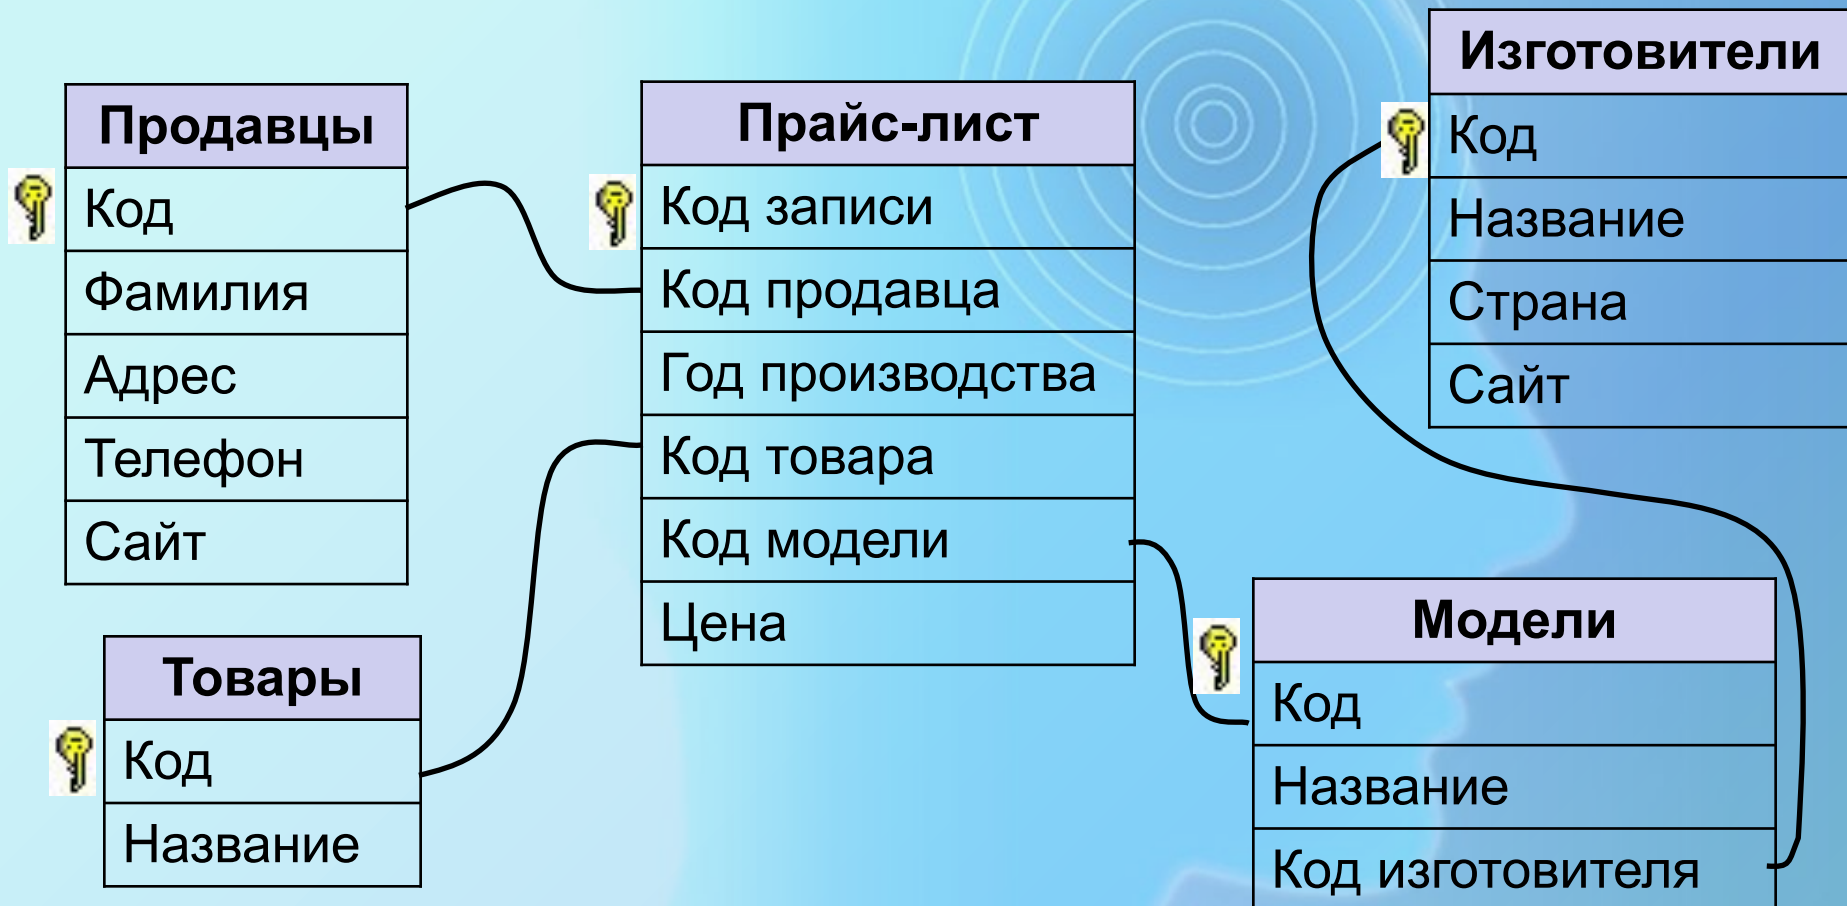 Продавцы
Код
Фамилия
Адрес
Телефон
Сайт
Товары
Код
Название
Прайс-лист
Код записи
Код продавца
Год производства
Код товара
Код модели
Цена
Изготовители
Код
Название
Страна
Сайт
Модели
Код
Название
Код изготовителя